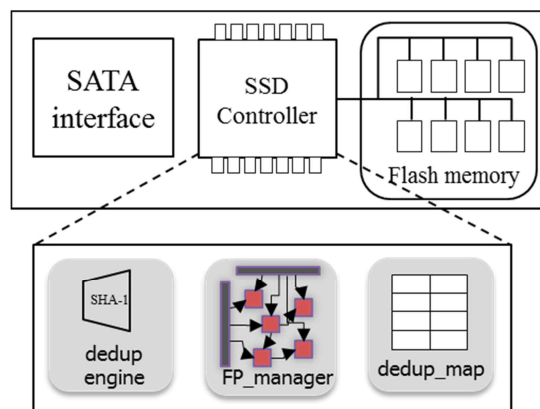 SATA
interface
SSD
Controller
Flash memory
SHA-1
dedup
engine
FP_manager
dedup_map